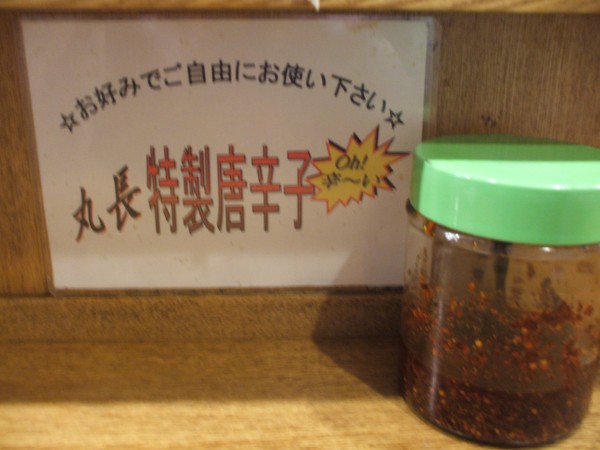 ☆お好みでご自由にお使い下さい☆
丸長 特製唐辛子
Oh!